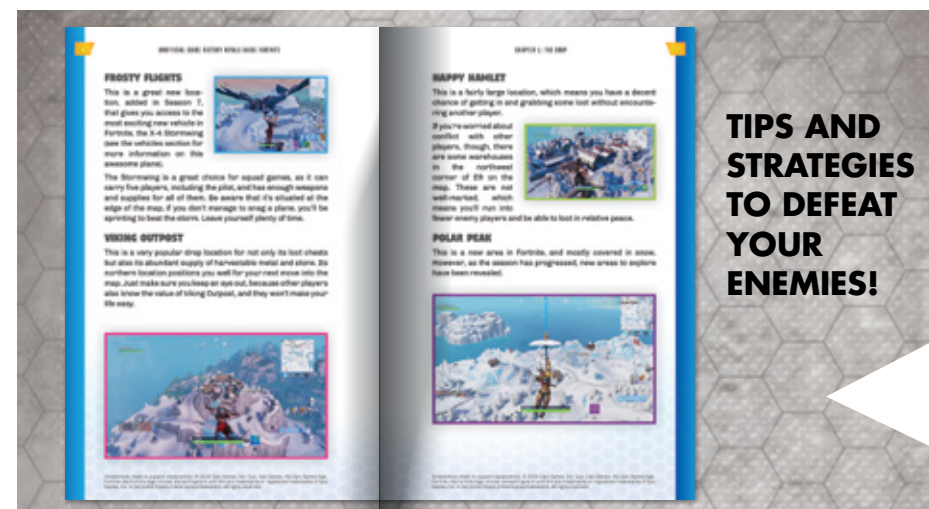 CHAPTER 1: THE DROP
FROSTY FLIGHTS
This is a great new loca-
tion, added in Season 7,
that gives you access to the
most exciting new vehicle in
Fortnite, the X-4 Stormwing
(see the vehicles section for
more information on this
awesome plane).
The Stormwing is a great choice for squad games, as it can
carry five players, including the pilot, and has enough weapons
and supplies for all of them. Be aware that it's situated at the
edge of the map. If you don't manage to snag a plane, you'll be
sprinting to beat the storm. Leave yourself plenty of time.
VIKING OUTPOST
This is a very popular drop location for not only its loot chests
but also its abundant supply of harvestable metal and stone. Its
northern location positions you well for your next move into the
map. Just make sure you keep an eye out, because other players
also know the value of Viking Outpost, and they won't make your
life easy.
HAPPY HAMLET
This is a fairly large location, which means you have a decent
chance of getting in and grabbing some loot without encounte-
ring another player.
If you're worried about
conflict with other
players, though, there
are some warehouses
in the northwest
corner of E9 on the
map. These are not
well-marked, which
means you'll run into
fewer enemy players and be able to loot in relative peace.
POLAR PEAK
This is a new area in Fortnite, and mostly covered in snow.
However, as the season has progressed, new areas to explore
have been revealed.
TIPS AND
STRATEGIES
TO DEFEAT
YOUR
ENEMIES!